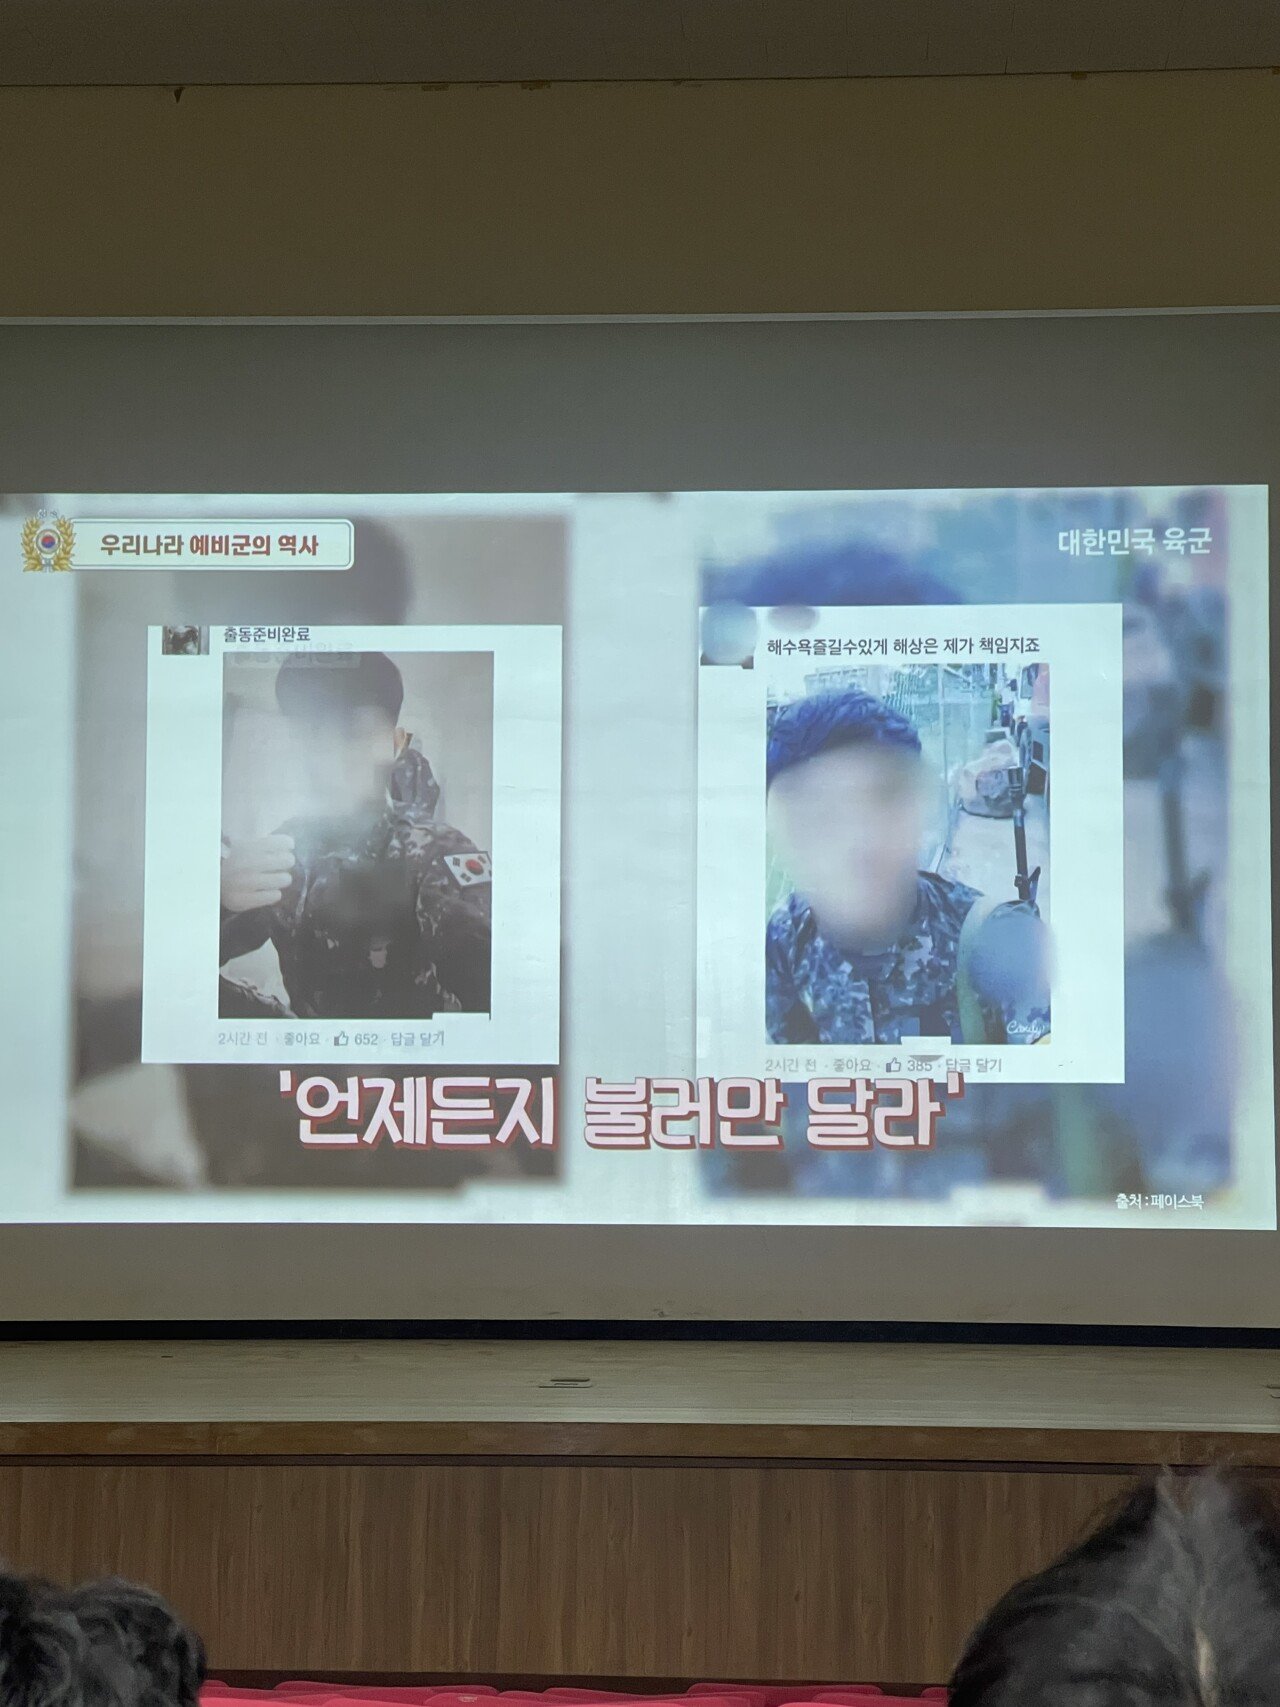 우리나라 예비군의 역사
대한민국 육군
출동준비완료
2시간 전 · 좋아요 · 652 · 답글 달기
해수욕즐길수있게 해상은 제가 책임지죠
Candy
2시간 전 · 좋아요 · 385 · 답글 달기
'언제든지 불러만 달라'
출처 : 페이스북